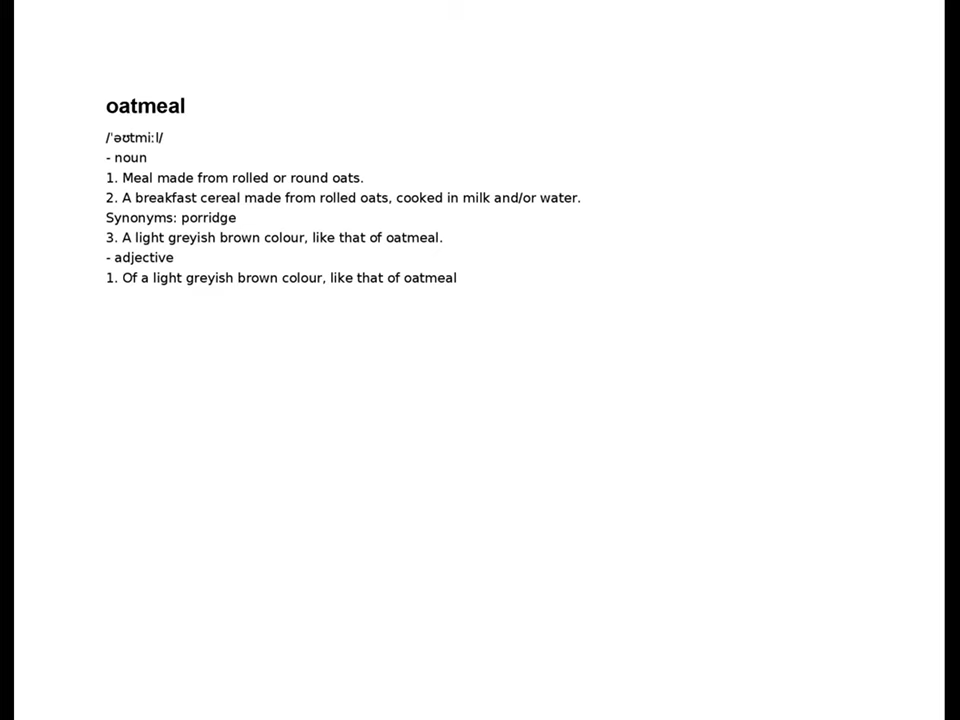 oatmeal
/ˈəʊtmiːl/
- noun
1. Meal made from rolled or round oats.
2. A breakfast cereal made from rolled oats, cooked in milk and/or water.
Synonyms: porridge
3. A light greyish brown colour, like that of oatmeal.
- adjective
1. Of a light greyish brown colour, like that of oatmeal